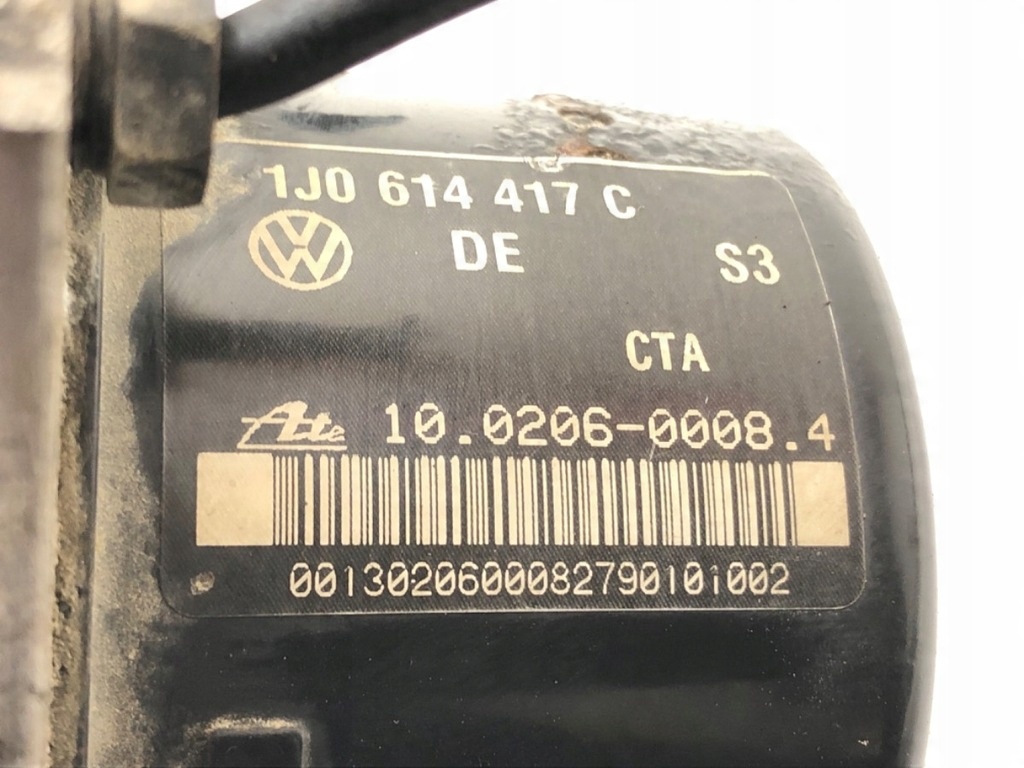 1J0 614 417 C
DE S3
CTA
Ate 10.0206-0008.4
0013020600082790101002